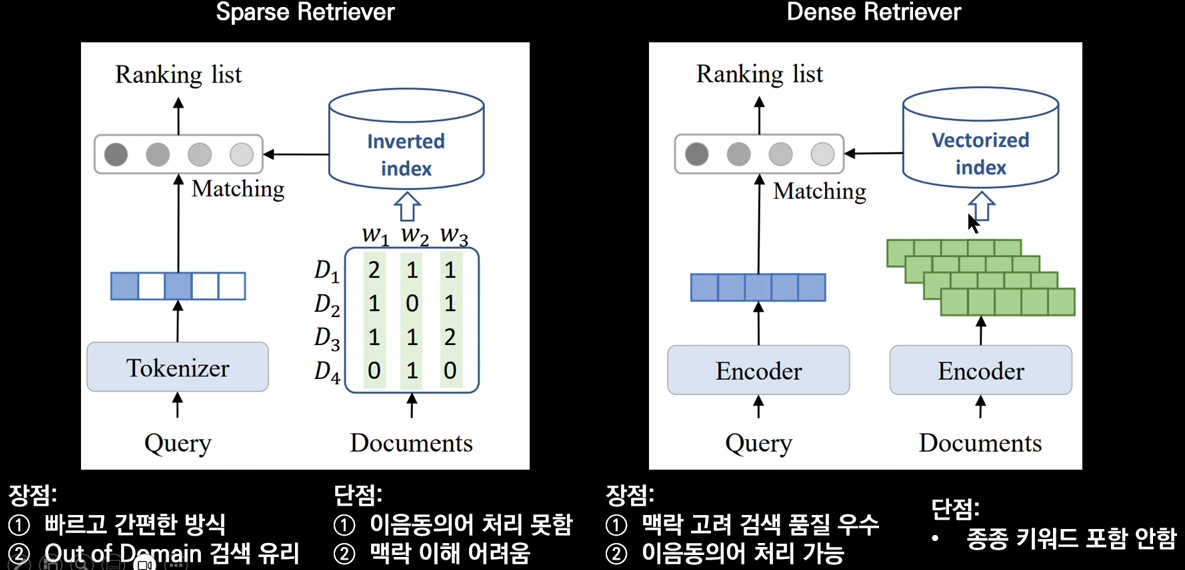 Sparse Retriever
Ranking list
Matching
Inverted
index
w₁ w₂ w₃
D₁ 2 1 1
D₂ 1 0 1
D₃ 1 1 2
D₄ 0 1 0
Tokenizer
Query
Documents
장점:
① 빠르고 간편한 방식
② Out of Domain 검색 유리
단점:
① 이음동의어 처리 못함
② 맥락 이해 어려움
Dense Retriever
Ranking list
Matching
Vectorized
index
Encoder
Encoder
Query
Documents
장점:
① 맥락 고려 검색 품질 우수
② 이음동의어 처리 가능
단점:
• 종종 키워드 포함 안함